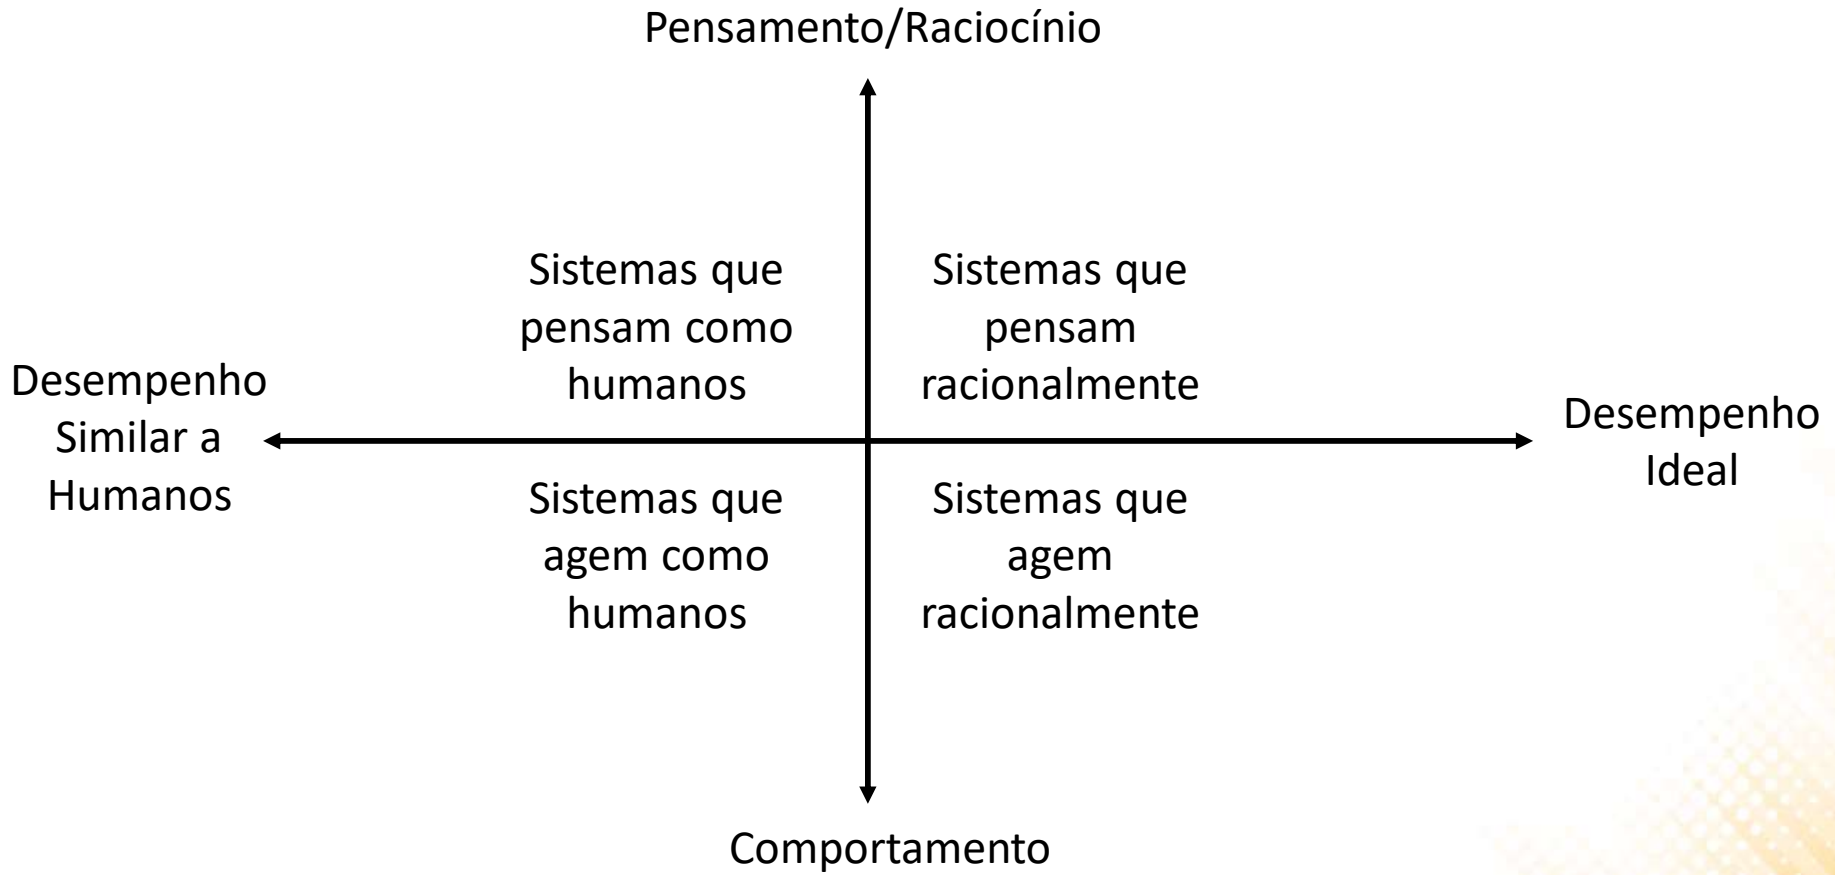 Pensamento/Raciocínio
Sistemas que
pensam como
humanos
Sistemas que
pensam
racionalmente
Desempenho
Similar a
Humanos
Desempenho
Ideal
Sistemas que
agem como
humanos
Sistemas que
agem
racionalmente
Comportamento